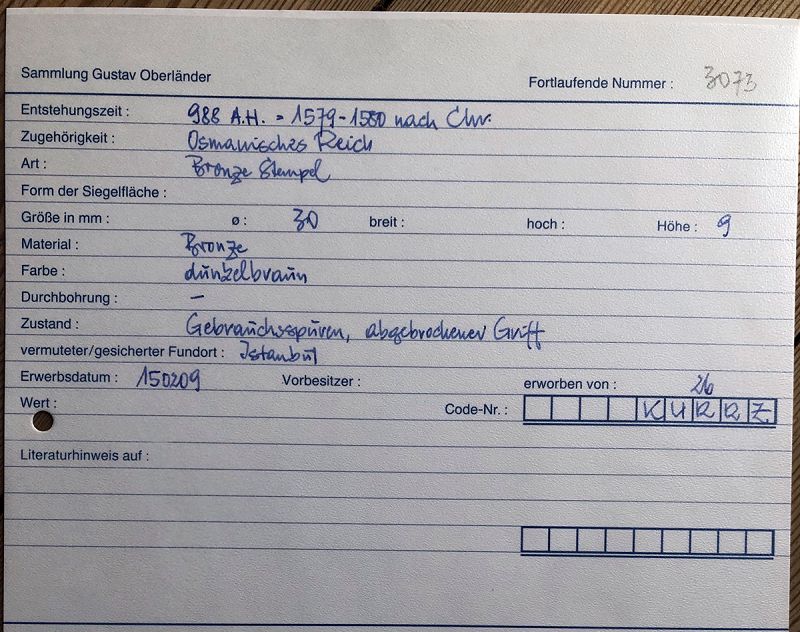 Sammlung Gustav Oberländer
Fortlaufende Nummer : 3073
Entstehungszeit : 988 A.H. = 1579-1580 nach Chr.
Zugehörigkeit : Osmanisches Reich
Art : Bronze Stempel
Form der Siegelfläche :
Größe in mm : ø : 30 breit : hoch : Höhe : 9
Material : Bronze
Farbe : dunkelbraun
Durchbohrung : –
Zustand : Gebrauchsspuren, abgebrochener Griff
vermuteter/gesicherter Fundort : Istanbul
Erwerbsdatum : 150209 Vorbesitzer : erworben von : 26
Wert : Code-Nr. : KURRZ
Literaturhinweis auf :